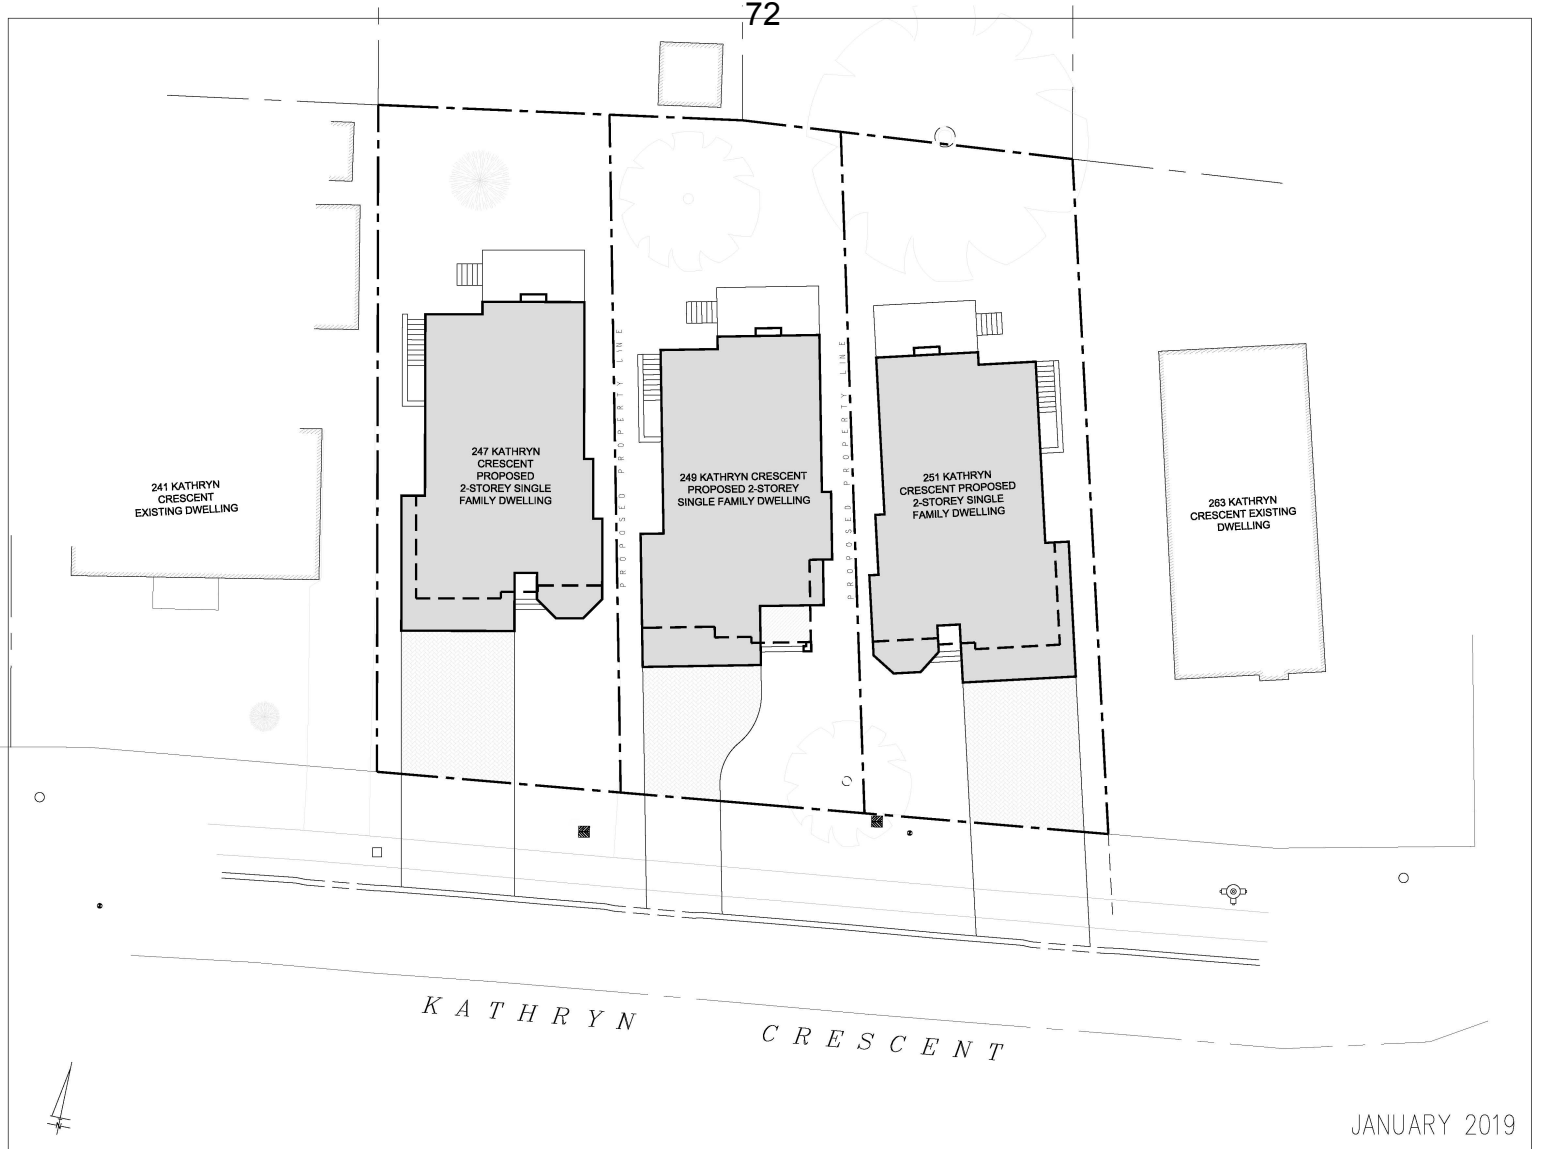 72
247 KATHRYN
CRESCENT
PROPOSED
2-STOREY SINGLE
FAMILY DWELLING
249 KATHRYN CRESCENT
PROPOSED 2-STOREY
SINGLE FAMILY DWELLING
251 KATHRYN
CRESCENT PROPOSED
2-STOREY SINGLE
FAMILY DWELLING
241 KATHRYN
CRESCENT
EXISTING DWELLING
263 KATHRYN
CRESCENT EXISTING
DWELLING
PROPOSED PROPERTY LINE
PROPOSED PROPERTY LINE
KATHRYN CRESCENT
N
JANUARY 2019